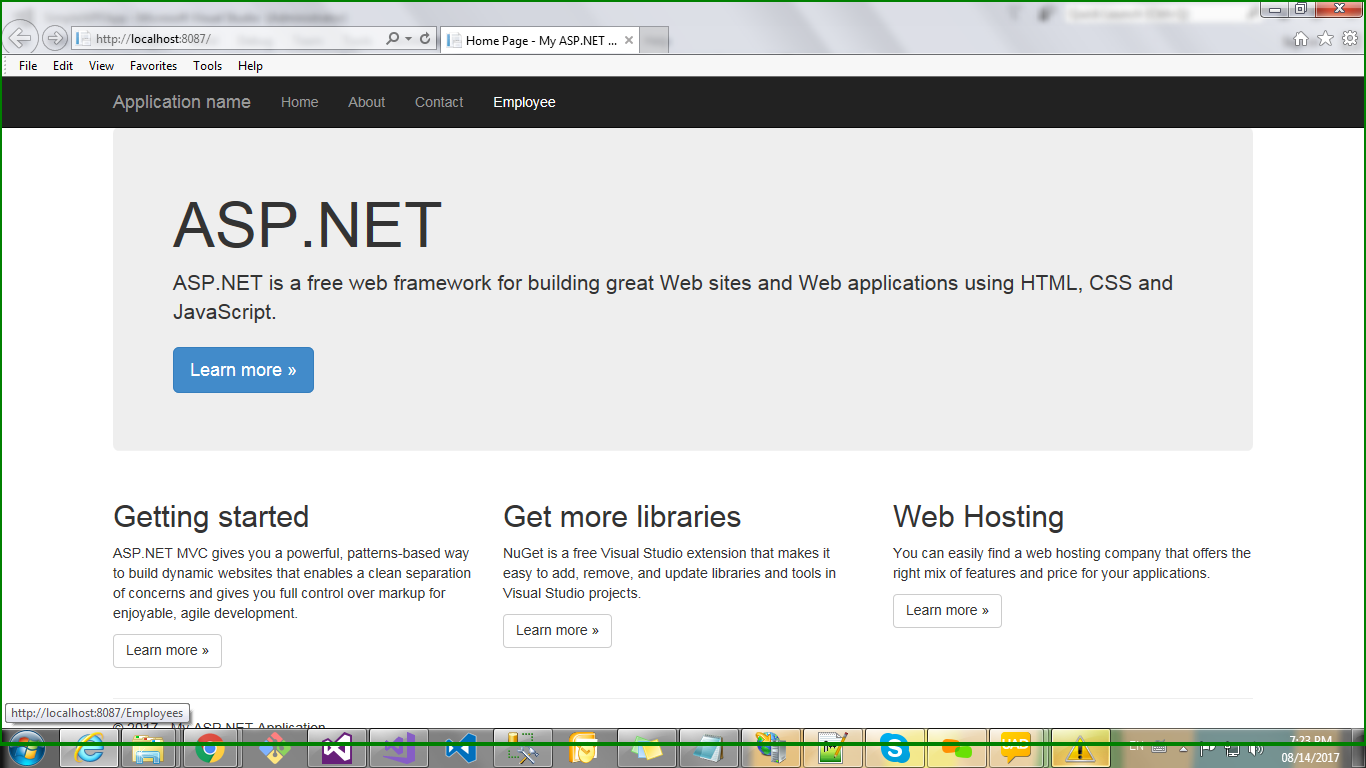 http://localhost:8087/
Home Page - My ASP.NET ...
File Edit View Favorites Tools Help
Application name Home About Contact Employee
ASP.NET
ASP.NET is a free web framework for building great Web sites and Web applications using HTML, CSS and
JavaScript.
Learn more »
Getting started
ASP.NET MVC gives you a powerful, patterns-based way
to build dynamic websites that enables a clean separation
of concerns and gives you full control over markup for
enjoyable, agile development.
Learn more »
Get more libraries
NuGet is a free Visual Studio extension that makes it
easy to add, remove, and update libraries and tools in
Visual Studio projects.
Learn more »
Web Hosting
You can easily find a web hosting company that offers the
right mix of features and price for your applications.
Learn more »
http://localhost:8087/Employees
© 2017 - My ASP.NET Application
EN
7:23 PM
08/14/2017